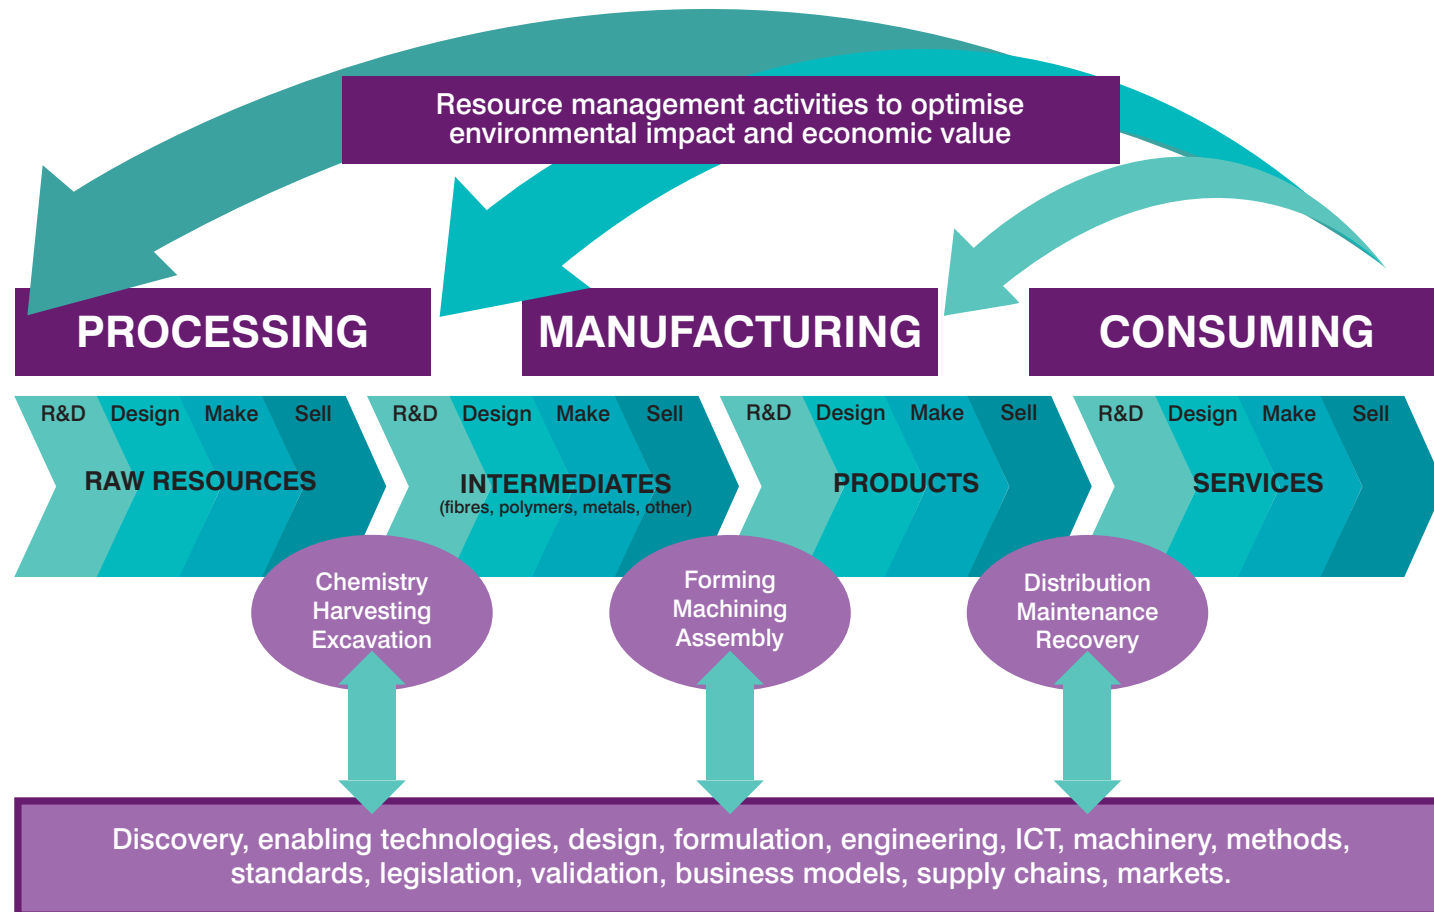 Resource management activities to optimise
environmental impact and economic value
PROCESSING
MANUFACTURING
CONSUMING
R&D Design Make Sell
RAW RESOURCES
R&D Design Make Sell
INTERMEDIATES
(fibres, polymers, metals, other)
R&D Design Make Sell
PRODUCTS
R&D Design Make Sell
SERVICES
Chemistry
Harvesting
Excavation
Forming
Machining
Assembly
Distribution
Maintenance
Recovery
Discovery, enabling technologies, design, formulation, engineering, ICT, machinery, methods,
standards, legislation, validation, business models, supply chains, markets.